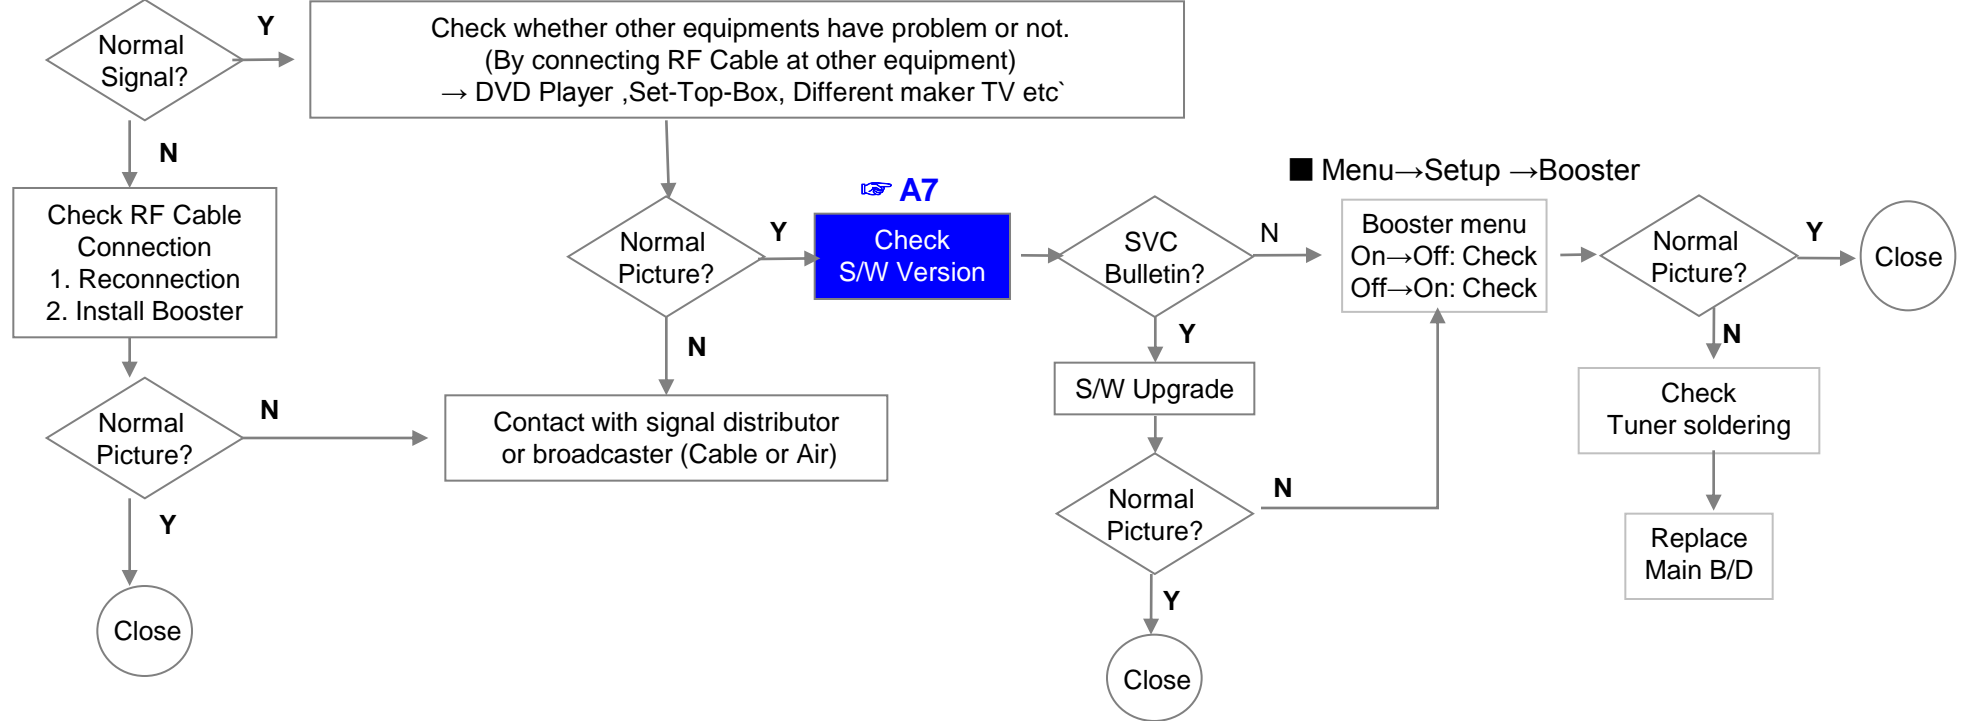 Normal
Signal?
Y
Check whether other equipments have problem or not.
(By connecting RF Cable at other equipment)
→ DVD Player ,Set-Top-Box, Different maker TV etc`
N
Check RF Cable
Connection
1. Reconnection
2. Install Booster
Normal
Picture?
N
Y
Close
Normal
Picture?
Y
N
Contact with signal distributor
or broadcaster (Cable or Air)
☞ A7
Check
S/W Version
SVC
Bulletin?
N
Y
S/W Upgrade
Normal
Picture?
N
Y
Close
■ Menu→Setup →Booster
Booster menu
On→Off: Check
Off→On: Check
Normal
Picture?
Y
Close
N
Check
Tuner soldering
Replace
Main B/D